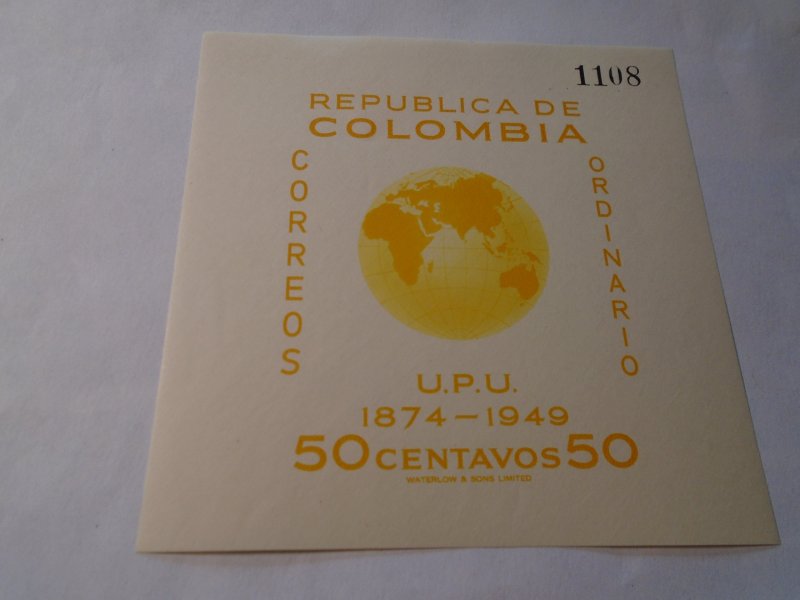 1108
REPUBLICA DE
COLOMBIA
CORREOS
ORDINARIO
U.P.U.
1874-1949
50 CENTAVOS 50
WATERLOW & SONS LIMITED